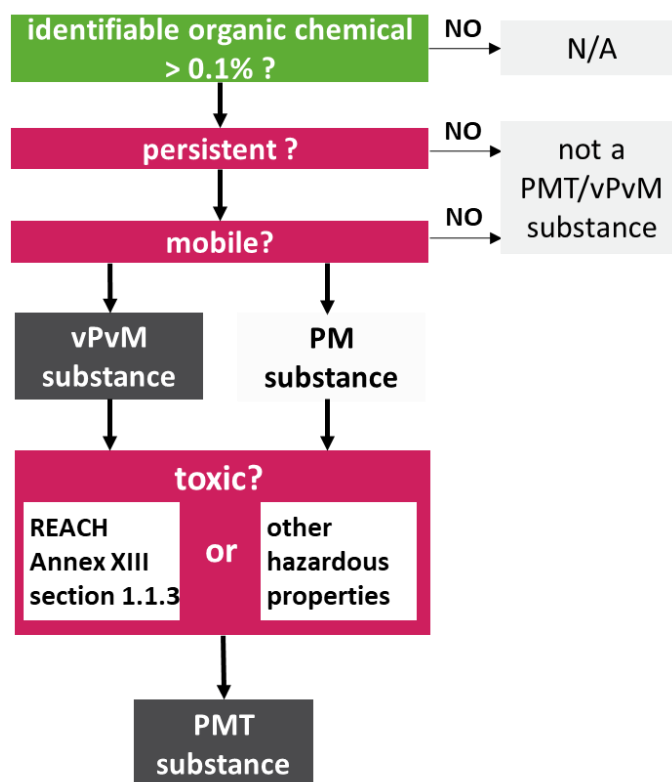 identifiable organic chemical
> 0.1% ?
NO
N/A
persistent ?
NO
not a
PMT/vPvM
substance
mobile?
NO
vPvM
substance
PM
substance
toxic?
REACH
Annex XIII
section 1.1.3
or
other
hazardous
properties
PMT
substance